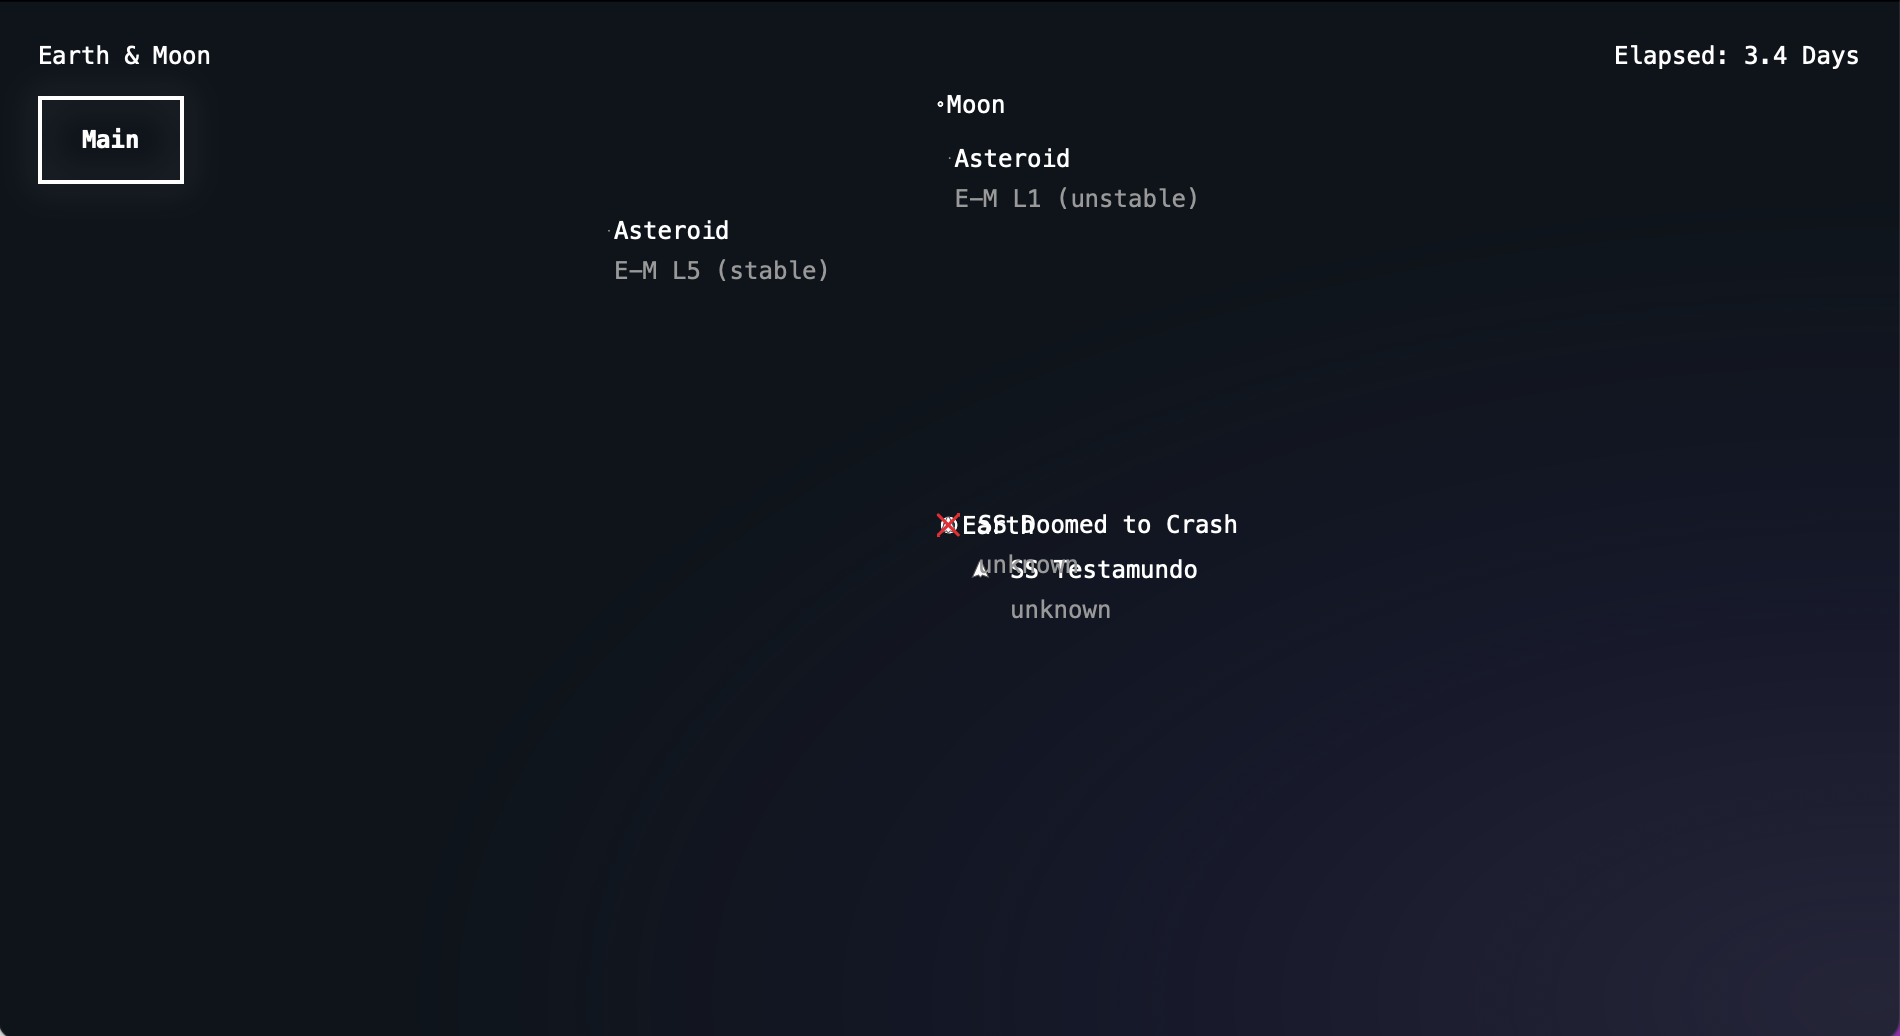 Earth & Moon
Elapsed: 3.4 Days
Main
Moon
Asteroid
E–M L1 (unstable)
Asteroid
E–M L5 (stable)
Earth
SS Doomed to Crash
unknown
SS Testamundo
unknown